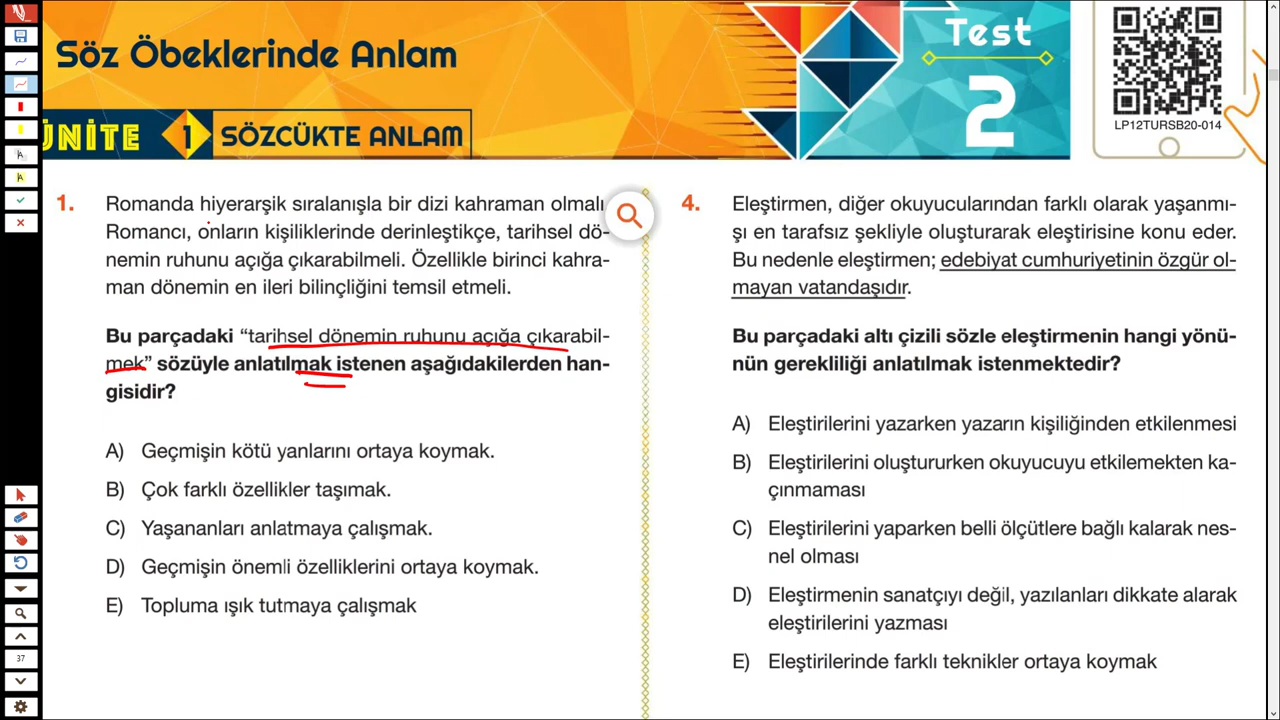 Söz Öbeklerinde Anlam
Test
2
ÜNİTE 1 SÖZCÜKTE ANLAM
LP12TURSB20-014
1. Romanda hiyerarşik sıralanışla bir dizi kahraman olmalı
Romancı, onların kişiliklerinde derinleştikçe, tarihsel dö-
nemin ruhunu açığa çıkarabilmeli. Özellikle birinci kahra-
man dönemin en ileri bilinçliğini temsil etmeli.
Bu parçadaki “tarihsel dönemin ruhunu açığa çıkarabil-
mek” sözüyle anlatılmak istenen aşağıdakilerden han-
gisidir?
A) Geçmişin kötü yanlarını ortaya koymak.
B) Çok farklı özellikler taşımak.
C) Yaşananları anlatmaya çalışmak.
D) Geçmişin önemli özelliklerini ortaya koymak.
E) Topluma ışık tutmaya çalışmak
4. Eleştirmen, diğer okuyucularından farklı olarak yaşanmı-
şı en tarafsız şekliyle oluşturarak eleştirisine konu eder.
Bu nedenle eleştirmen; edebiyat cumhuriyetinin özgür ol-
mayan vatandaşıdır.
Bu parçadaki altı çizili sözle eleştirmenin hangi yönü-
nün gerekliliği anlatılmak istenmektedir?
A) Eleştirilerini yazarken yazarın kişiliğinden etkilenmesi
B) Eleştirilerini oluştururken okuyucuyu etkilemekten ka-
çınmaması
C) Eleştirilerini yaparken belli ölçütlere bağlı kalarak nes-
nel olması
D) Eleştirmenin sanatçıyı değil, yazılanları dikkate alarak
eleştirilerini yazması
E) Eleştirilerinde farklı teknikler ortaya koymak
37